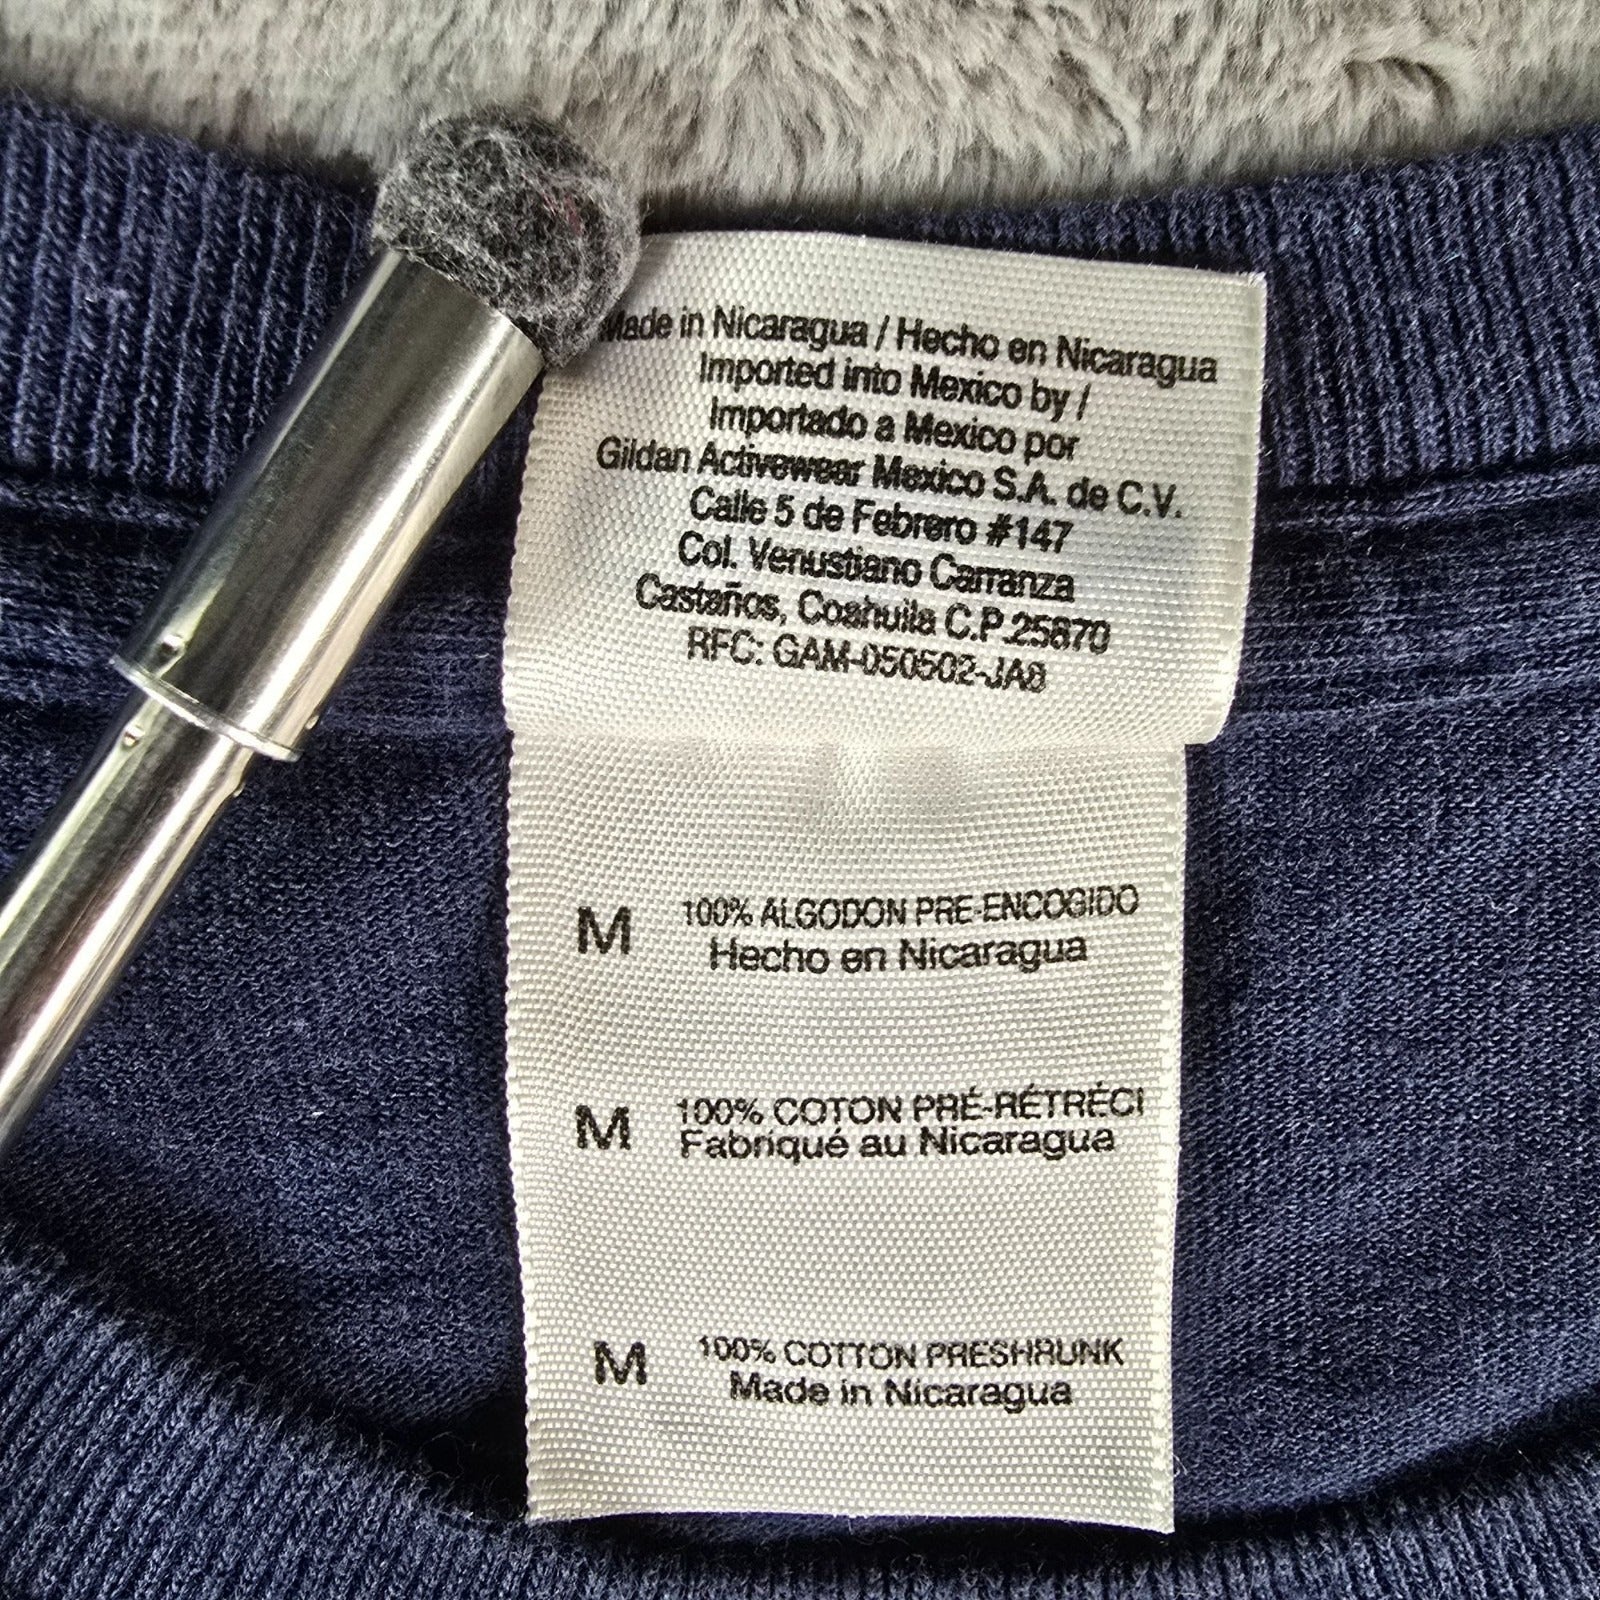 Made in Nicaragua / Hecho en Nicaragua
Imported into Mexico by /
Importado a Mexico por
Gildan Activewear Mexico S.A. de C.V.
Calle 5 de Febrero #147
Col. Venustiano Carranza
Castaños, Coahuila C.P.25870
RFC: GAM-050502-JA8
M 100% ALGODON PRE-ENCOGIDO
Hecho en Nicaragua
M 100% COTON PRÉ-RÉTRÉCI
Fabriqué au Nicaragua
M 100% COTTON PRESHRUNK
Made in Nicaragua